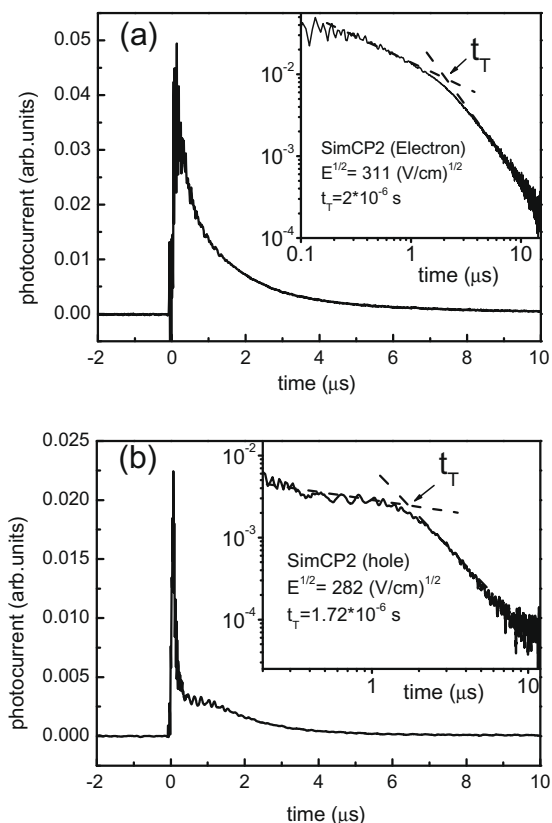 (a)
photocurrent (arb.units)
0.05
0.04
0.03
0.02
0.01
0.00
-2 0 2 4 6 8 10
time (μs)
10⁻²
10⁻³
10⁻⁴
t_T
SimCP2 (Electron)
E^1/2= 311 (V/cm)^1/2
t_T=2*10⁻⁶ s
0.1 1 10
time (μs)
(b)
photocurrent (arb.units)
0.025
0.020
0.015
0.010
0.005
0.000
-2 0 2 4 6 8 10
time (μs)
10⁻²
10⁻³
10⁻⁴
t_T
SimCP2 (hole)
E^1/2= 282 (V/cm)^1/2
t_T=1.72*10⁻⁶ s
1 10
time (μs)